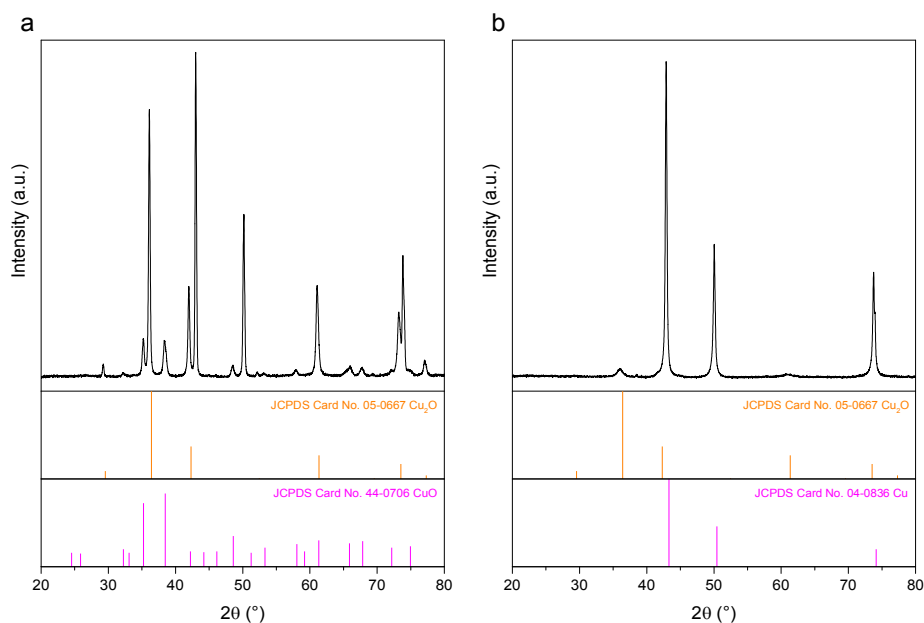 a
Intensity (a.u.)
JCPDS Card No. 05-0667 Cu₂O
JCPDS Card No. 44-0706 CuO
20 30 40 50 60 70 80
2θ (°)
b
Intensity (a.u.)
JCPDS Card No. 05-0667 Cu₂O
JCPDS Card No. 04-0836 Cu
20 30 40 50 60 70 80
2θ (°)